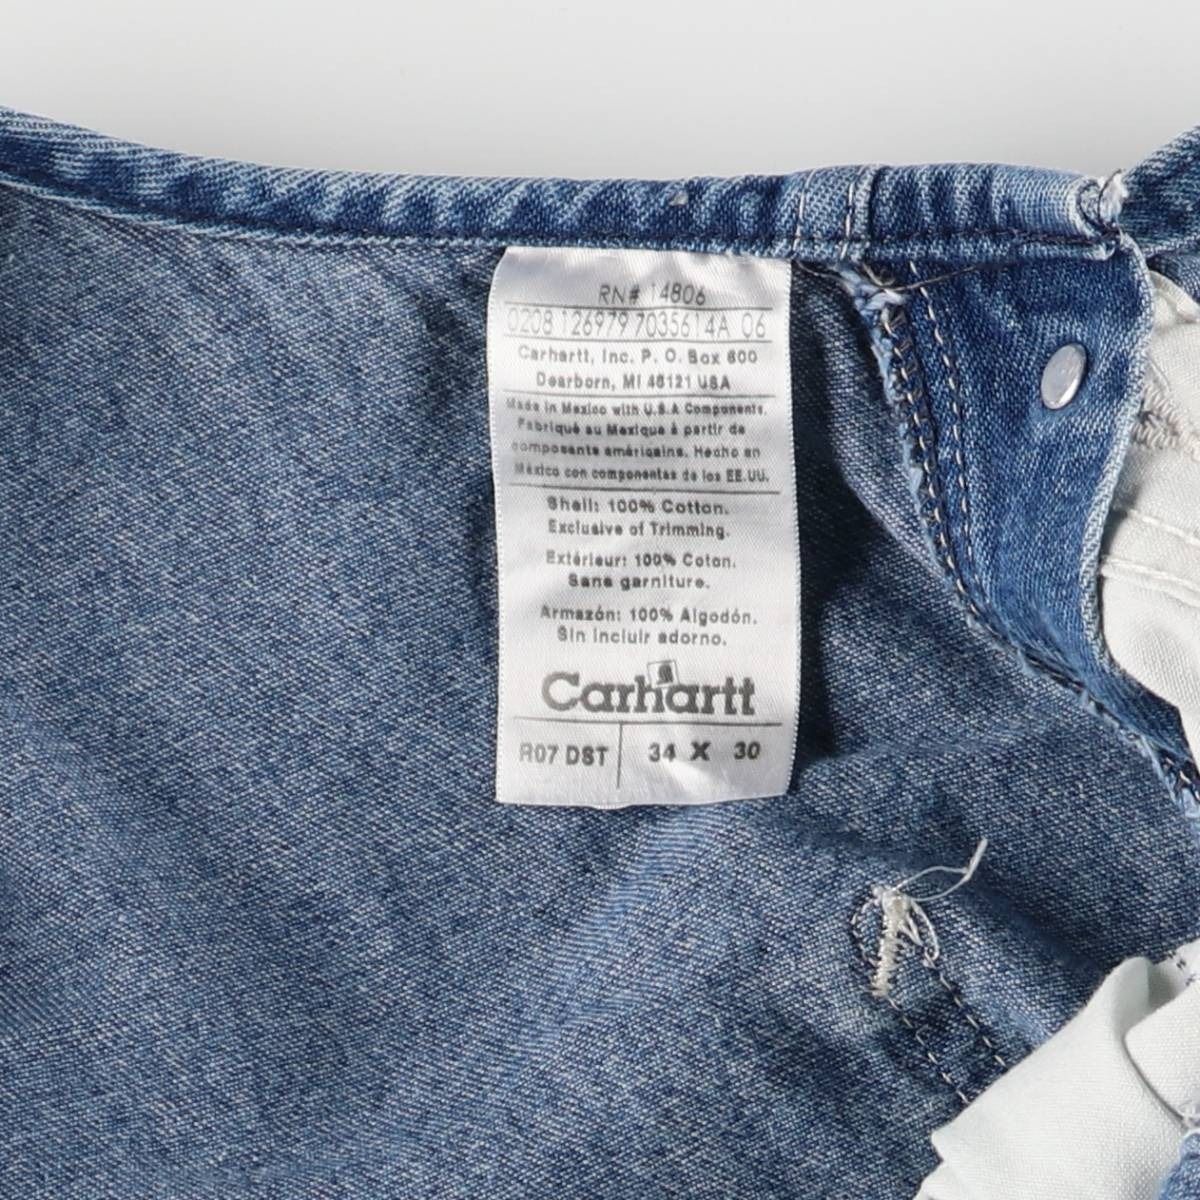 RN# 14806
0208 126979 7035614A 06
Carhartt, Inc. P. O. Box 600
Dearborn, MI 48121 USA
Made in Mexico with U.S.A Components.
Fabriqué au Mexique à partir de
composants américains. Hecho en
México con componentes de los EE.UU.
Shell: 100% Cotton.
Exclusive of Trimming.
Extérieur: 100% Coton.
Sans garniture.
Armazón: 100% Algodón.
Sin incluir adorno.
Carhartt
R07 DST 34 X 30